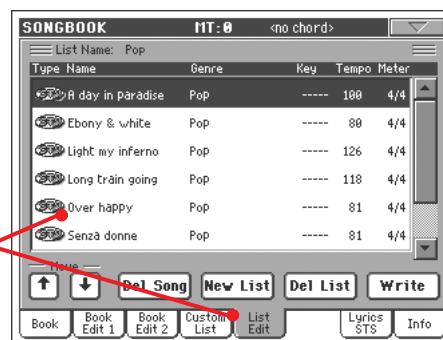 SONGBOOK MT:0 <no chord>
List Name: Pop
Type Name Genre Key Tempo Meter
A day in paradise Pop ----- 100 4/4
Ebony & white Pop ----- 80 4/4
Light my inferno Pop ----- 126 4/4
Long train going Pop ----- 118 4/4
Over happy Pop ----- 81 4/4
Senza donne Pop ----- 81 4/4
Move
Del Song New List Del List Write
Book Book Edit 1 Book Edit 2 Custom List List Edit Lyrics STS Info